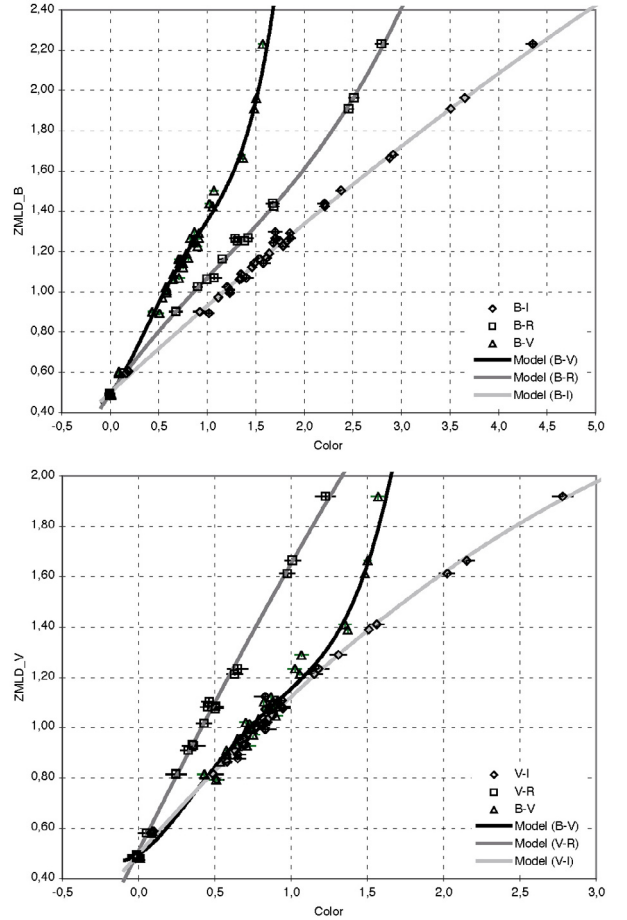 2,40
2,20
2,00
1,80
1,60
1,40
1,20
1,00
0,80
0,60
0,40
ZMLD_B
-0,5 0,0 0,5 1,0 1,5 2,0 2,5 3,0 3,5 4,0 4,5 5,0
Color
B-I
B-R
B-V
Model (B-V)
Model (B-R)
Model (B-I)
2,00
1,80
1,60
1,40
1,20
1,00
0,80
0,60
0,40
ZMLD_V
-0,5 0,0 0,5 1,0 1,5 2,0 2,5 3,0
Color
V-I
V-R
B-V
Model (B-V)
Model (V-R)
Model (V-I)